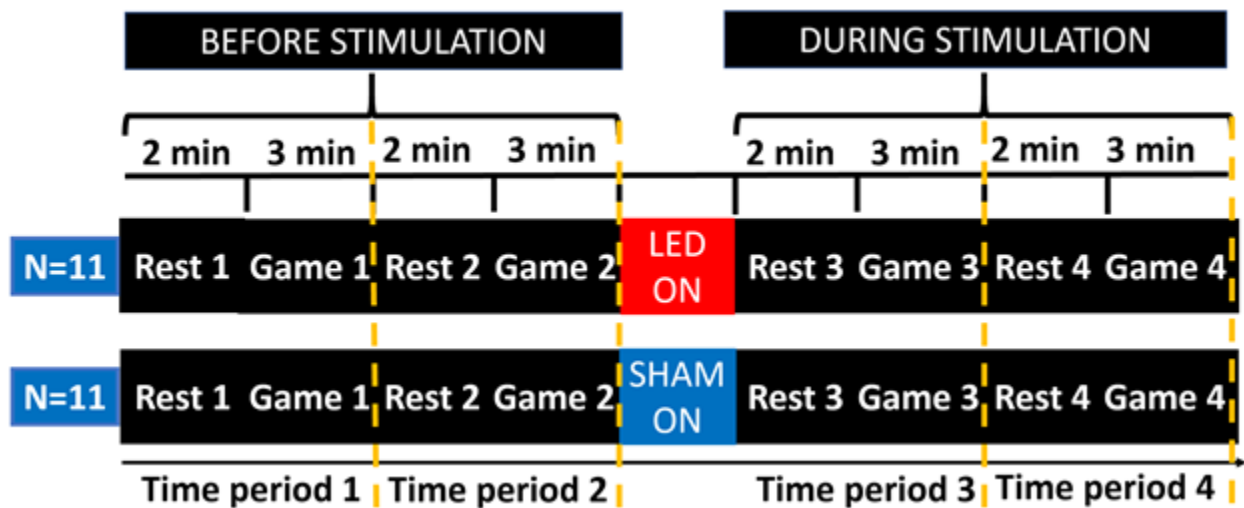 BEFORE STIMULATION DURING STIMULATION
2 min 3 min 2 min 3 min 2 min 3 min 2 min 3 min
N=11 Rest 1 Game 1 Rest 2 Game 2 LED ON Rest 3 Game 3 Rest 4 Game 4
N=11 Rest 1 Game 1 Rest 2 Game 2 SHAM ON Rest 3 Game 3 Rest 4 Game 4
Time period 1 Time period 2 Time period 3 Time period 4